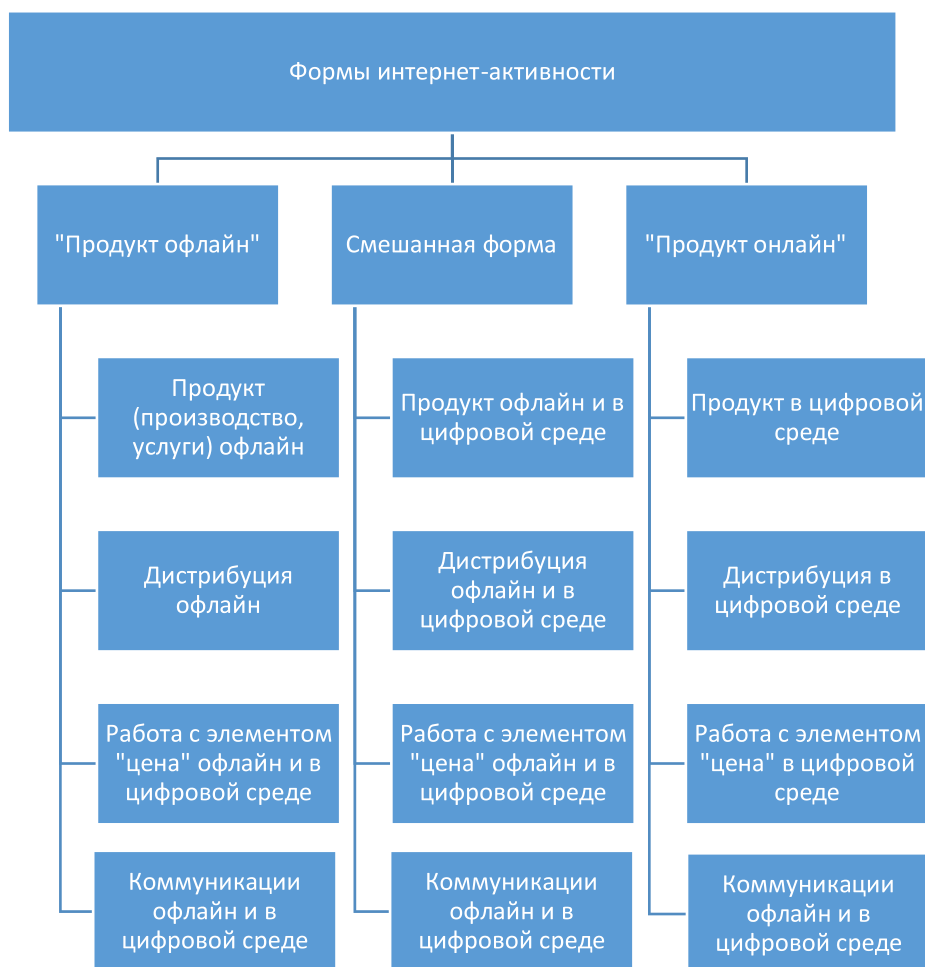 Формы интернет-активности
"Продукт офлайн"
Смешанная форма
"Продукт онлайн"
Продукт
(производство,
услуги) офлайн
Продукт офлайн и в
цифровой среде
Продукт в цифровой
среде
Дистрибуция
офлайн
Дистрибуция
офлайн и в
цифровой среде
Дистрибуция в
цифровой среде
Работа с элементом
"цена" офлайн и в
цифровой среде
Работа с элементом
"цена" офлайн и в
цифровой среде
Работа с элементом
"цена" в цифровой
среде
Коммуникации
офлайн и в
цифровой среде
Коммуникации
офлайн и в
цифровой среде
Коммуникации
офлайн и в
цифровой среде